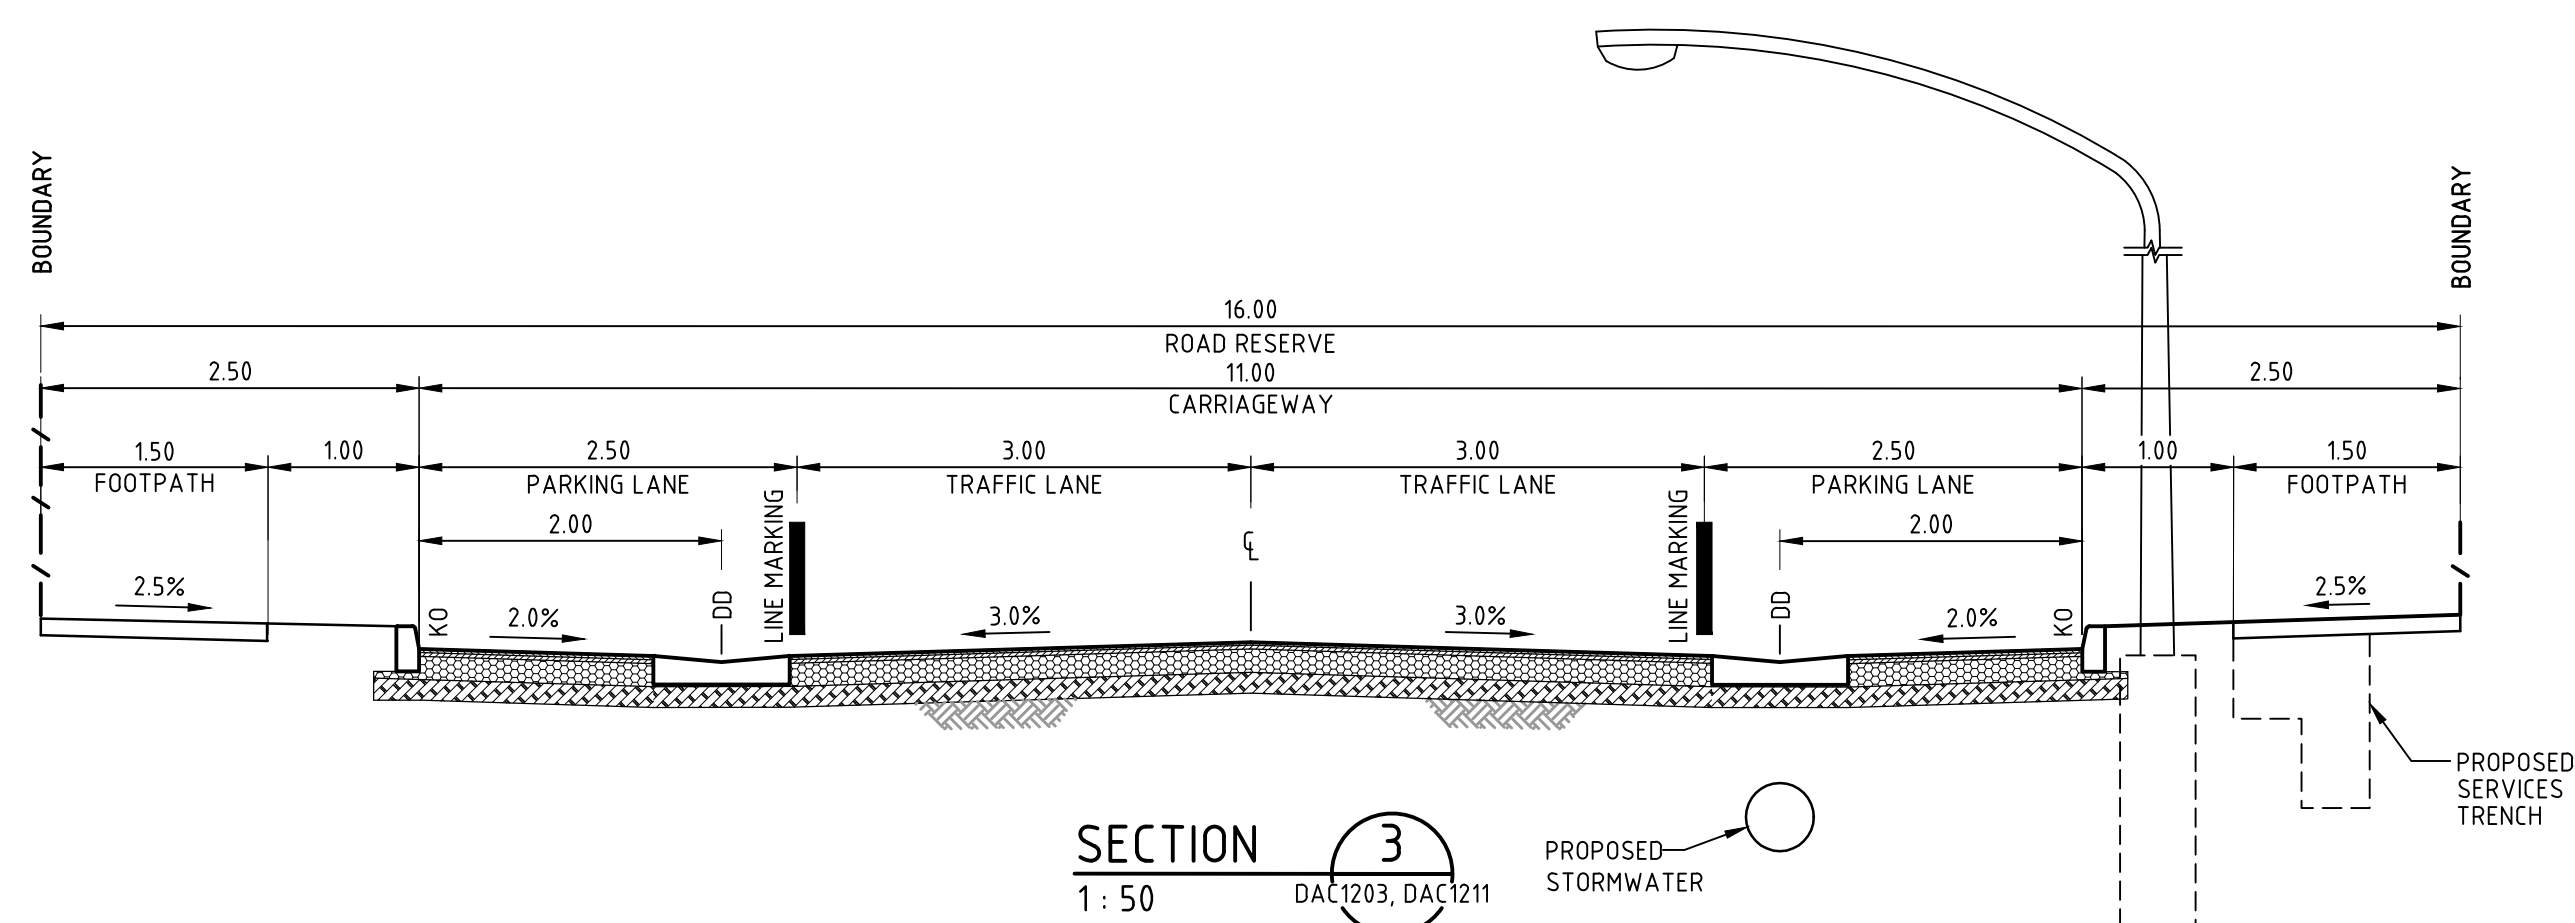 BOUNDARY
BOUNDARY
16.00
ROAD RESERVE
2.50
11.00
2.50
CARRIAGEWAY
1.50
1.00
2.50
3.00
3.00
2.50
1.00
1.50
FOOTPATH
PARKING LANE
TRAFFIC LANE
TRAFFIC LANE
PARKING LANE
FOOTPATH
2.00
LINE MARKING
℄
LINE MARKING
2.00
2.5%
KO
2.0%
DD
3.0%
3.0%
DD
2.0%
KO
2.5%
PROPOSED
SERVICES
TRENCH
SECTION
3
1 : 50
DAC1203, DAC1211
PROPOSED
STORMWATER